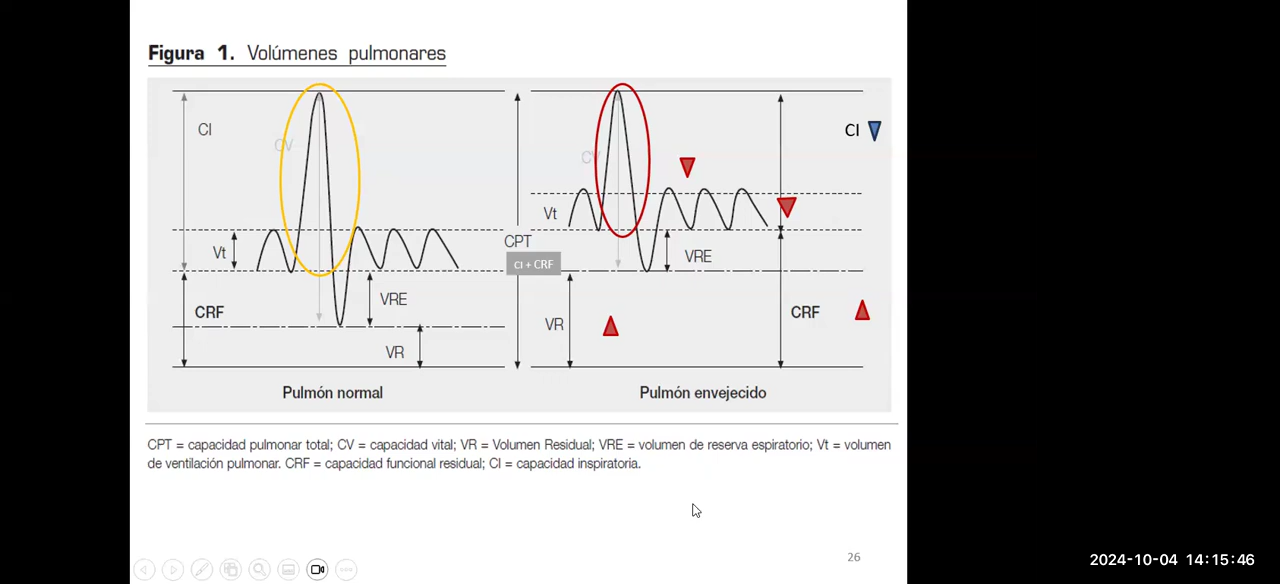 Figura 1. Volúmenes pulmonares
CI
CV
Vt
CRF
VRE
VR
Pulmón normal
CPT
CI + CRF
CV
Vt
VRE
VR
CRF
CI
Pulmón envejecido
CPT = capacidad pulmonar total; CV = capacidad vital; VR = Volumen Residual; VRE = volumen de reserva espiratorio; Vt = volumen
de ventilación pulmonar. CRF = capacidad funcional residual; CI = capacidad inspiratoria.
26
2024-10-04 14:15:46